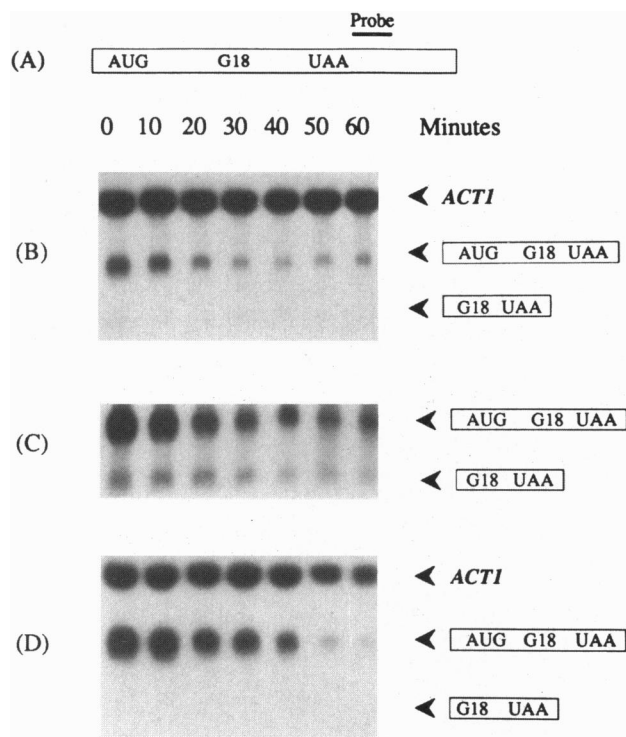 Probe
(A) AUG G18 UAA
0 10 20 30 40 50 60 Minutes
ACT1
(B) AUG G18 UAA
G18 UAA
(C) AUG G18 UAA
G18 UAA
ACT1
(D) AUG G18 UAA
G18 UAA